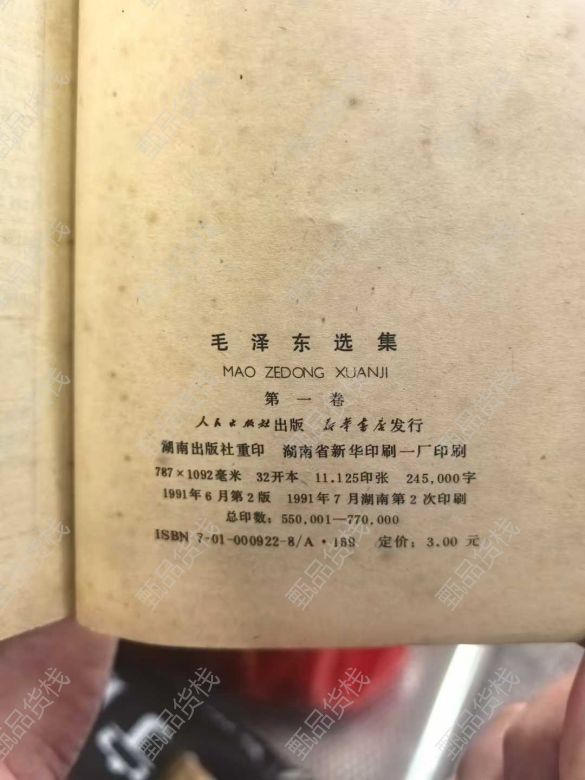 毛泽东选集
MAO ZEDONG XUANJI
第一卷
人民出版社出版 新华书店发行
湖南出版社重印 湖南省新华印刷一厂印刷
787×1092毫米 32开本 11.125印张 245,000字
1991年6月第2版 1991年7月湖南第2次印刷
总印数：550,001—770,000
ISBN 7-01-000922-8/A·189 定价：3.00元
甄品货栈